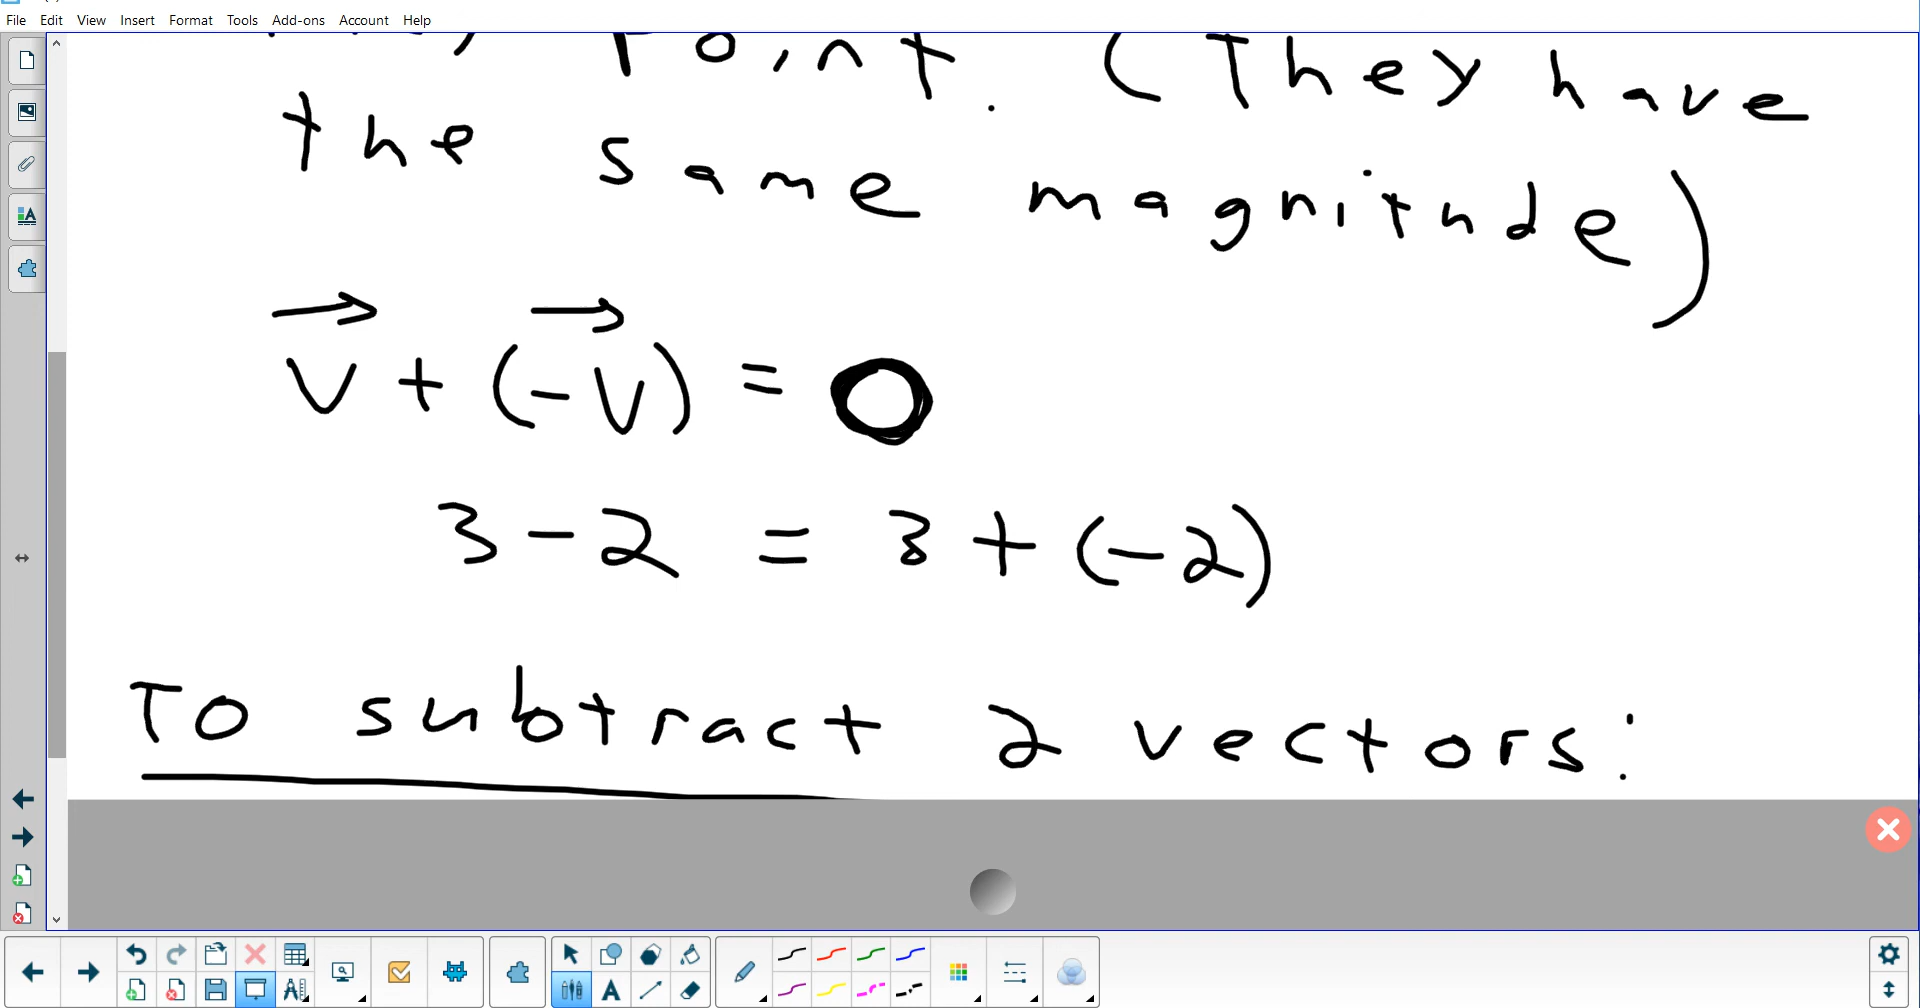 File Edit View Insert Format Tools Add-ons Account Help
point. (They have
the same magnitude)
V + (-V) = 0
3 - 2 = 3 + (-2)
To subtract 2 vectors: